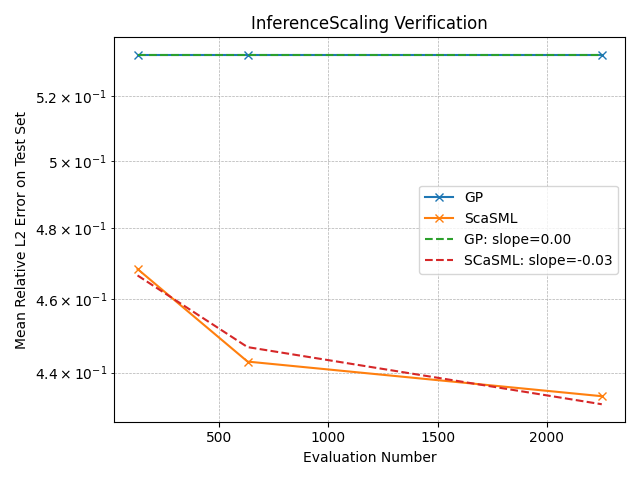 InferenceScaling Verification
Mean Relative L2 Error on Test Set
5.2 × 10⁻¹
5 × 10⁻¹
4.8 × 10⁻¹
4.6 × 10⁻¹
4.4 × 10⁻¹
GP
ScaSML
GP: slope=0.00
SCaSML: slope=-0.03
500
1000
1500
2000
Evaluation Number